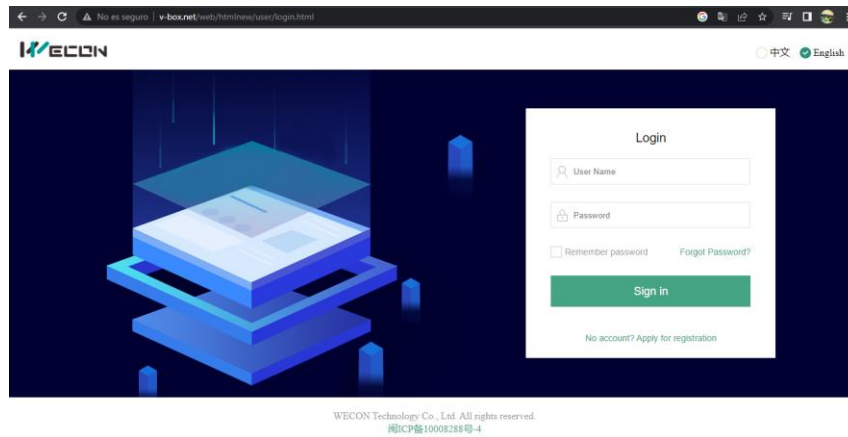 No es seguro | v-box.net/web/htmlnew/user/login.html
WECON
中文 English
Login
User Name
Password
Remember password Forgot Password?
Sign in
No account? Apply for registration
WECON Technology Co., Ltd. All rights reserved.
闽ICP备10008288号-4